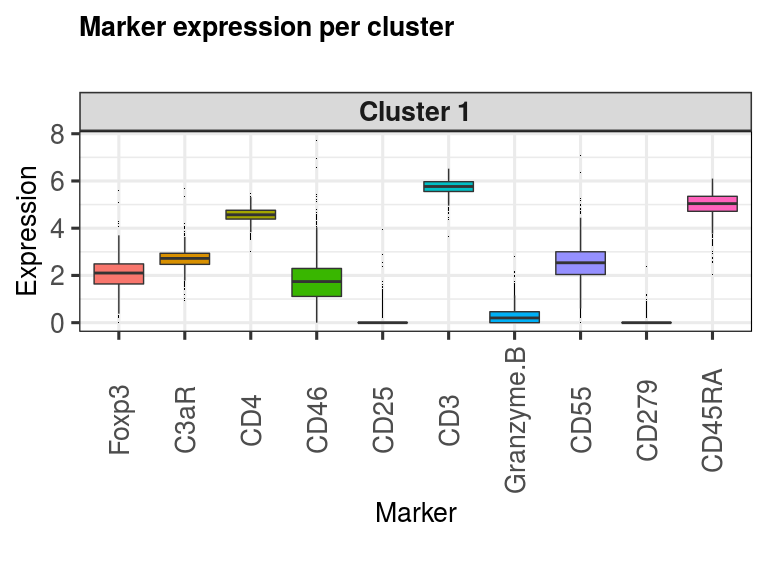 Marker expression per cluster
Cluster 1
Expression
8
6
4
2
0
Foxp3
C3aR
CD4
CD46
CD25
CD3
Granzyme.B
CD55
CD279
CD45RA
Marker